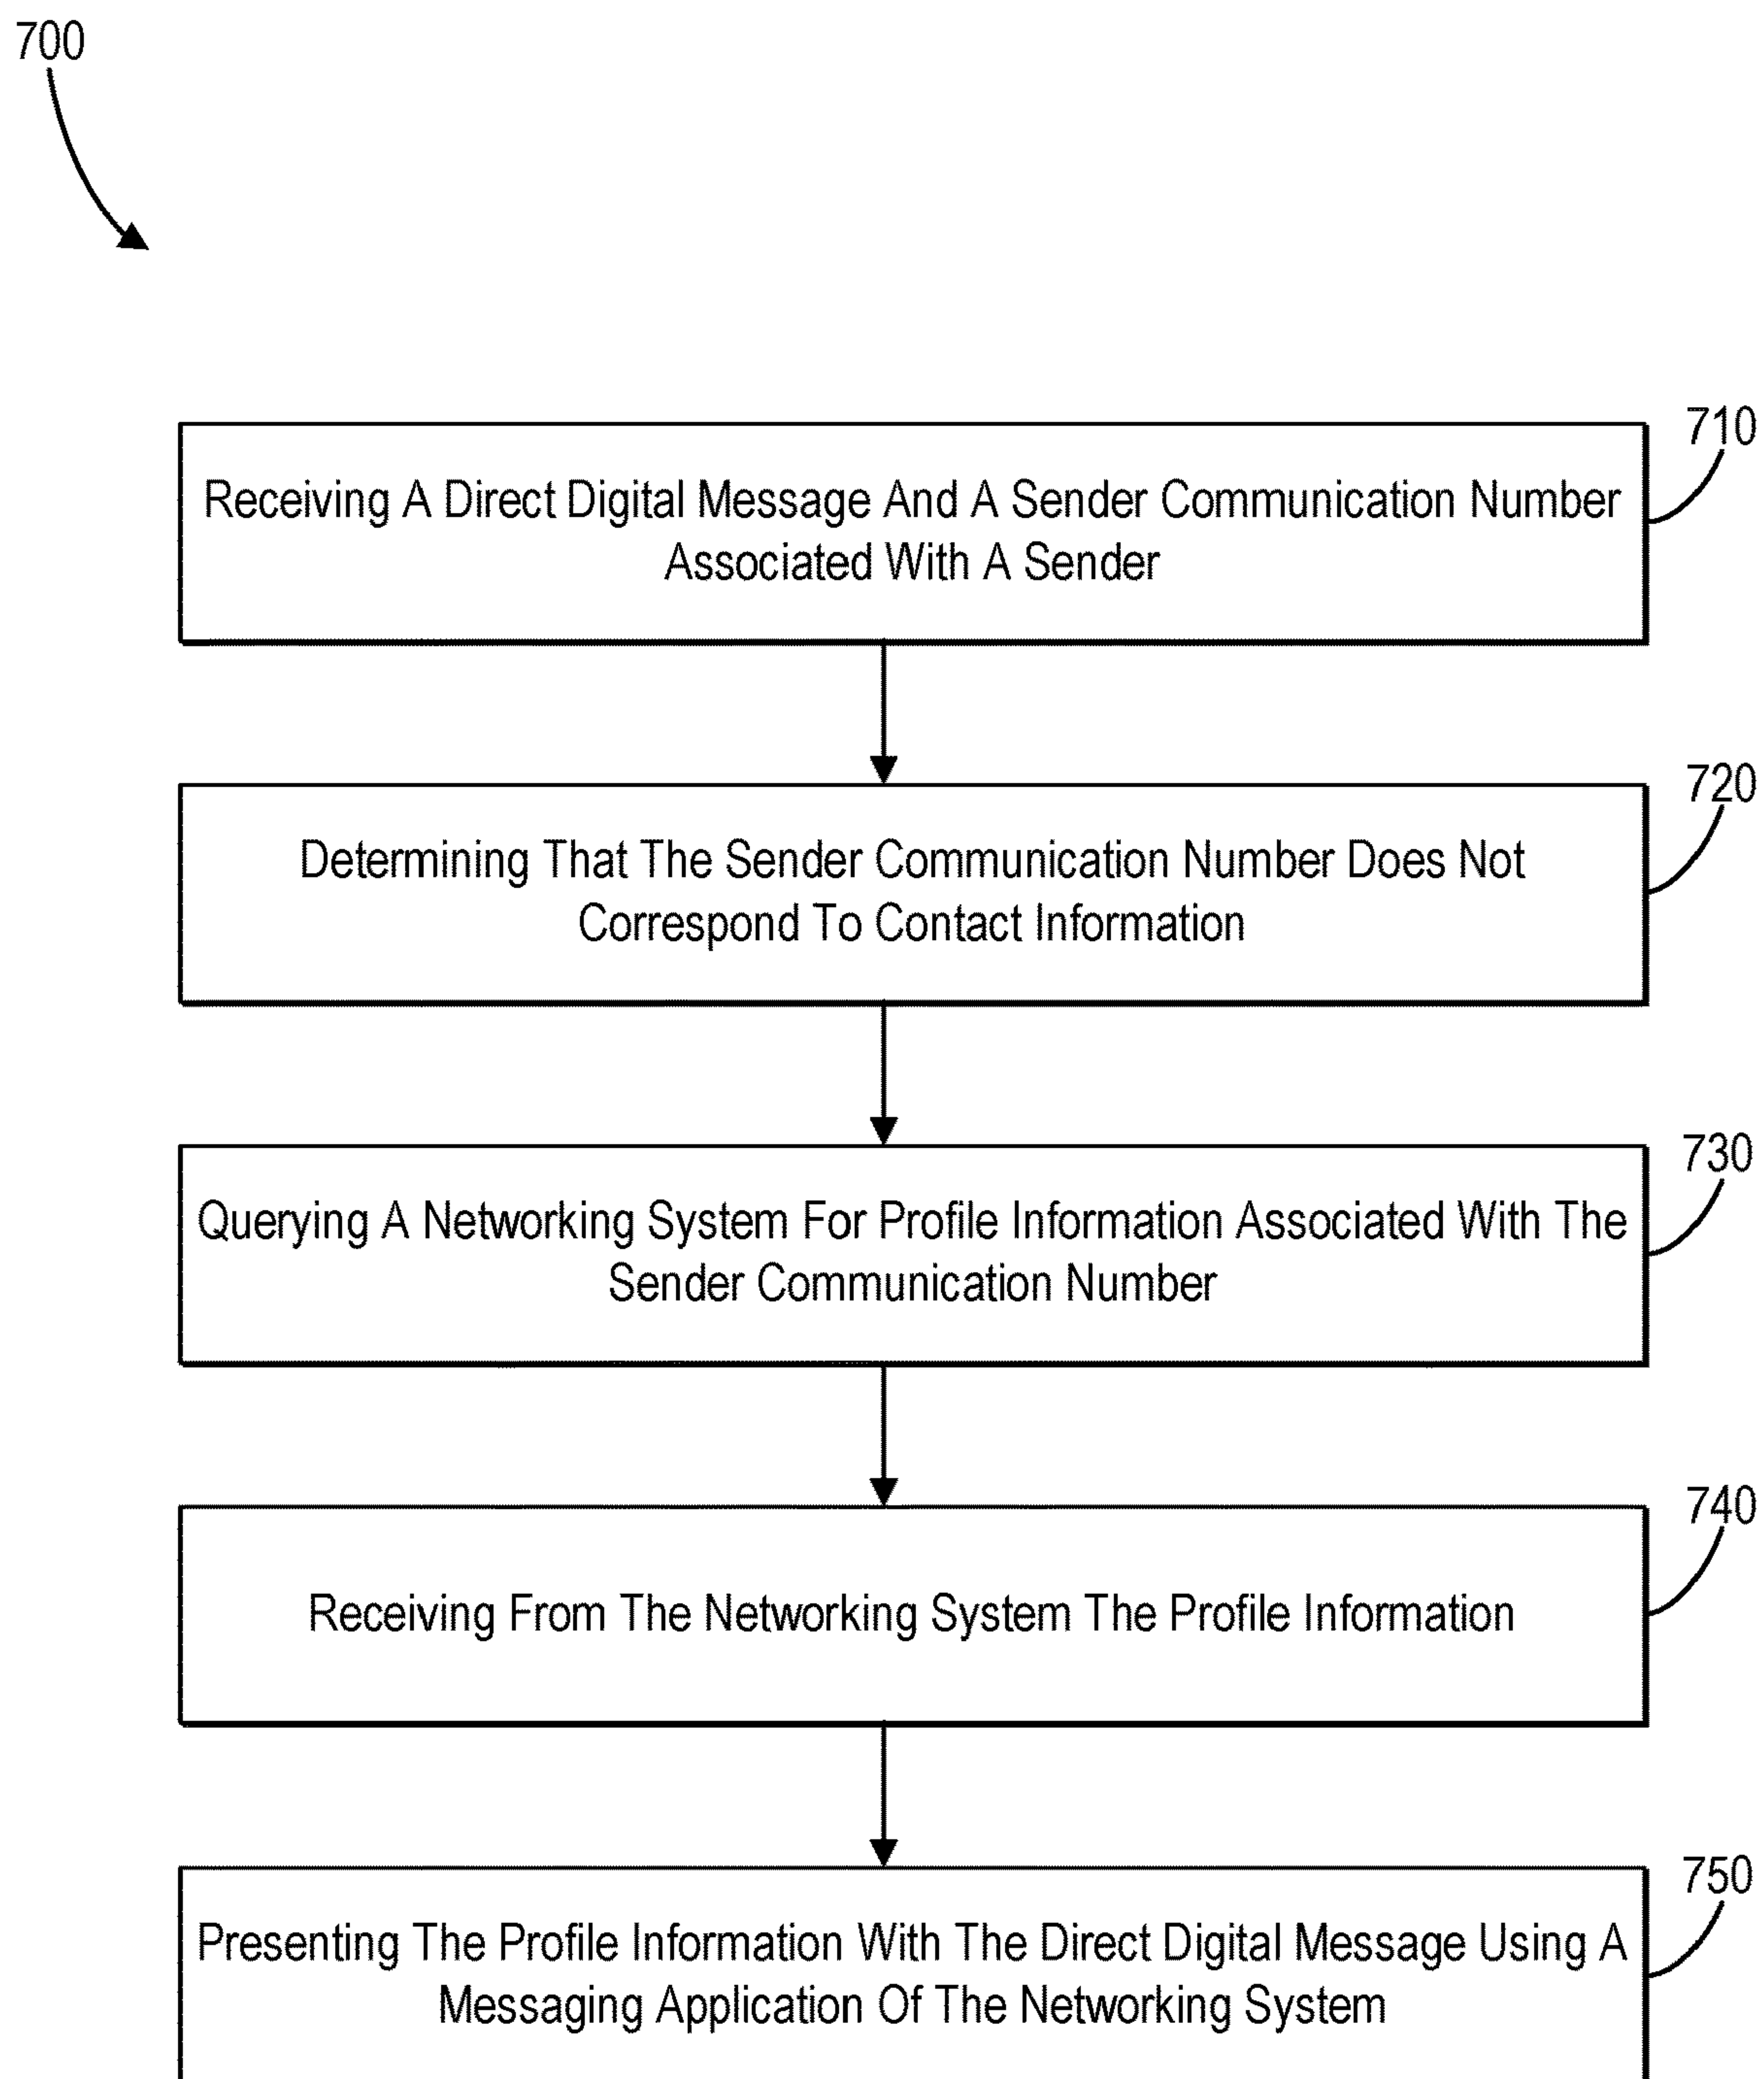 700
710
Receiving A Direct Digital Message And A Sender Communication Number
Associated With A Sender
720
Determining That The Sender Communication Number Does Not
Correspond To Contact Information
730
Querying A Networking System For Profile Information Associated With The
Sender Communication Number
740
Receiving From The Networking System The Profile Information
750
Presenting The Profile Information With The Direct Digital Message Using A
Messaging Application Of The Networking System